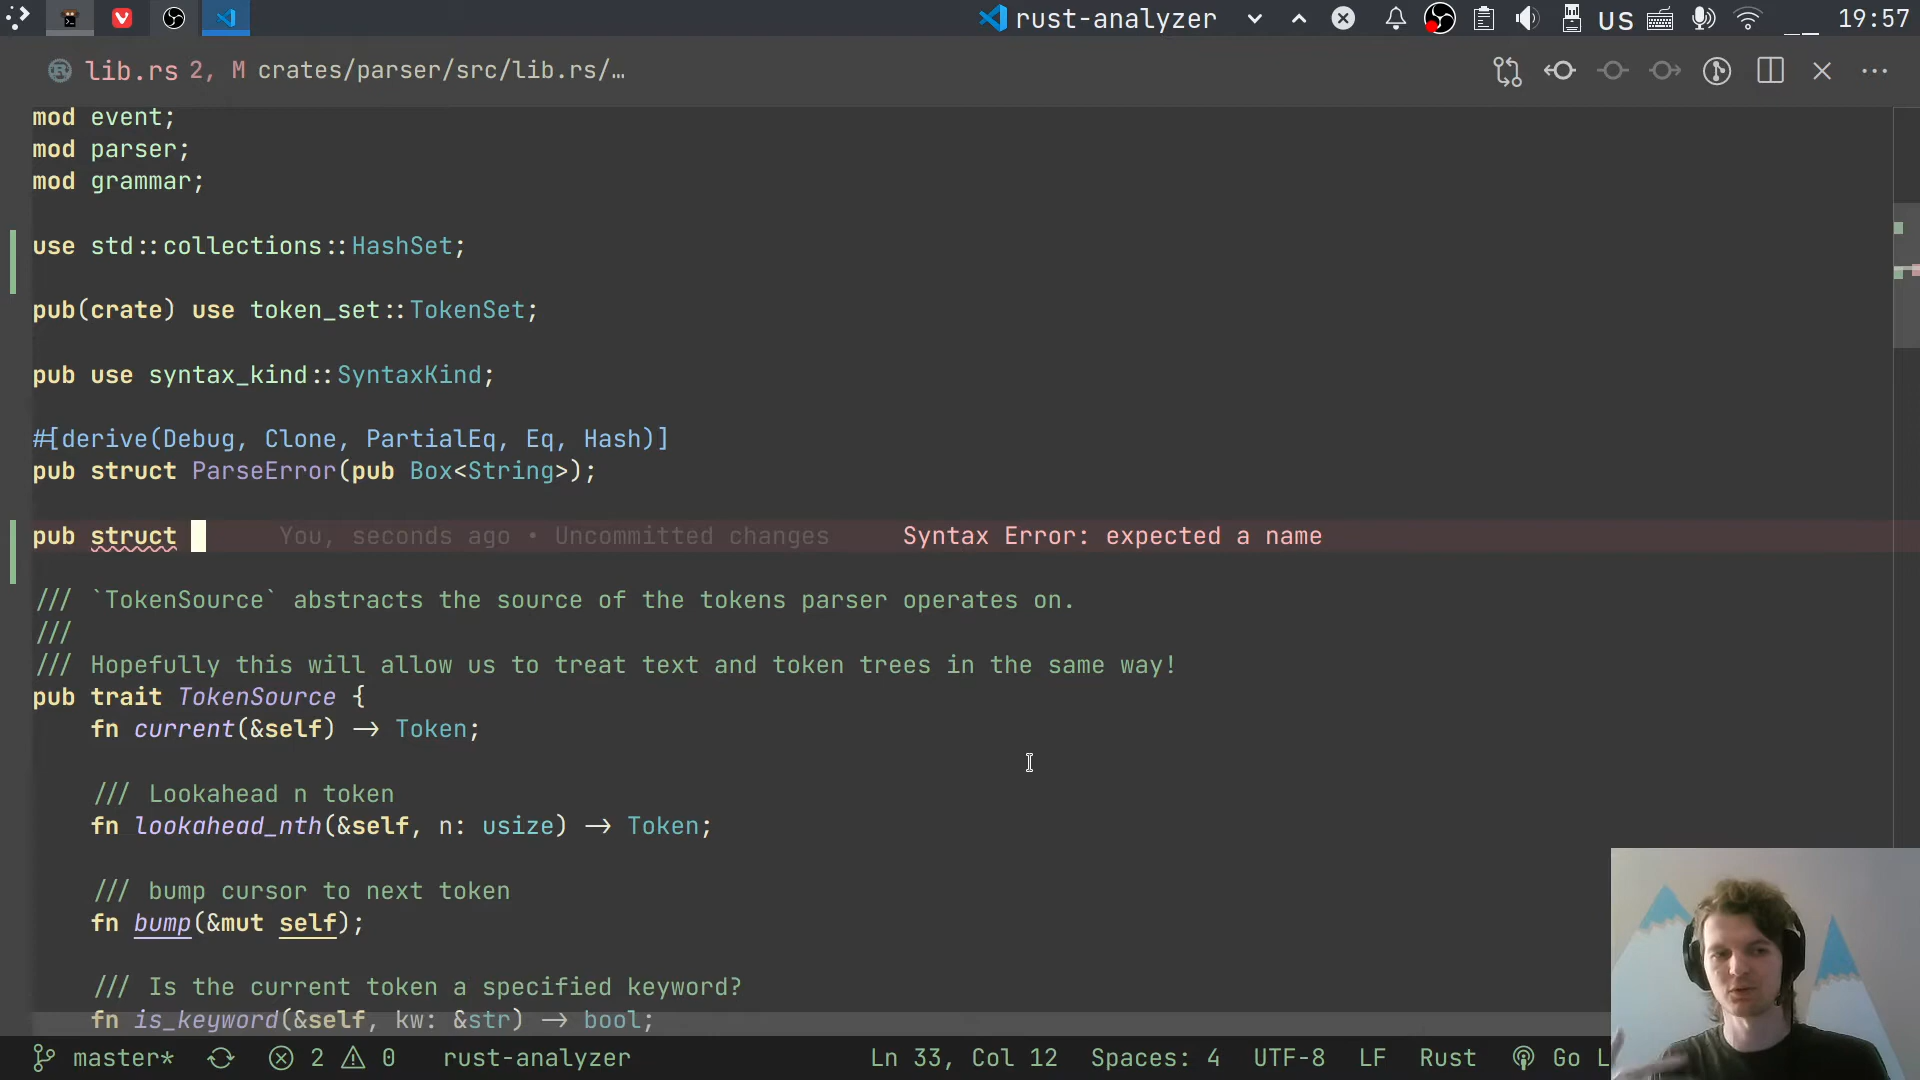 rust-analyzer US 19:57
lib.rs 2, M crates/parser/src/lib.rs/…
mod event;
mod parser;
mod grammar;
use std::collections::HashSet;
pub(crate) use token_set::TokenSet;
pub use syntax_kind::SyntaxKind;
#[derive(Debug, Clone, PartialEq, Eq, Hash)]
pub struct ParseError(pub Box<String>);
pub struct You, seconds ago • Uncommitted changes Syntax Error: expected a name
/// `TokenSource` abstracts the source of the tokens parser operates on.
///
/// Hopefully this will allow us to treat text and token trees in the same way!
pub trait TokenSource {
fn current(&self) -> Token;
/// Lookahead n token
fn lookahead_nth(&self, n: usize) -> Token;
/// bump cursor to next token
fn bump(&mut self);
/// Is the current token a specified keyword?
fn is_keyword(&self, kw: &str) -> bool;
master* 2 0 rust-analyzer Ln 33, Col 12 Spaces: 4 UTF-8 LF Rust Go L